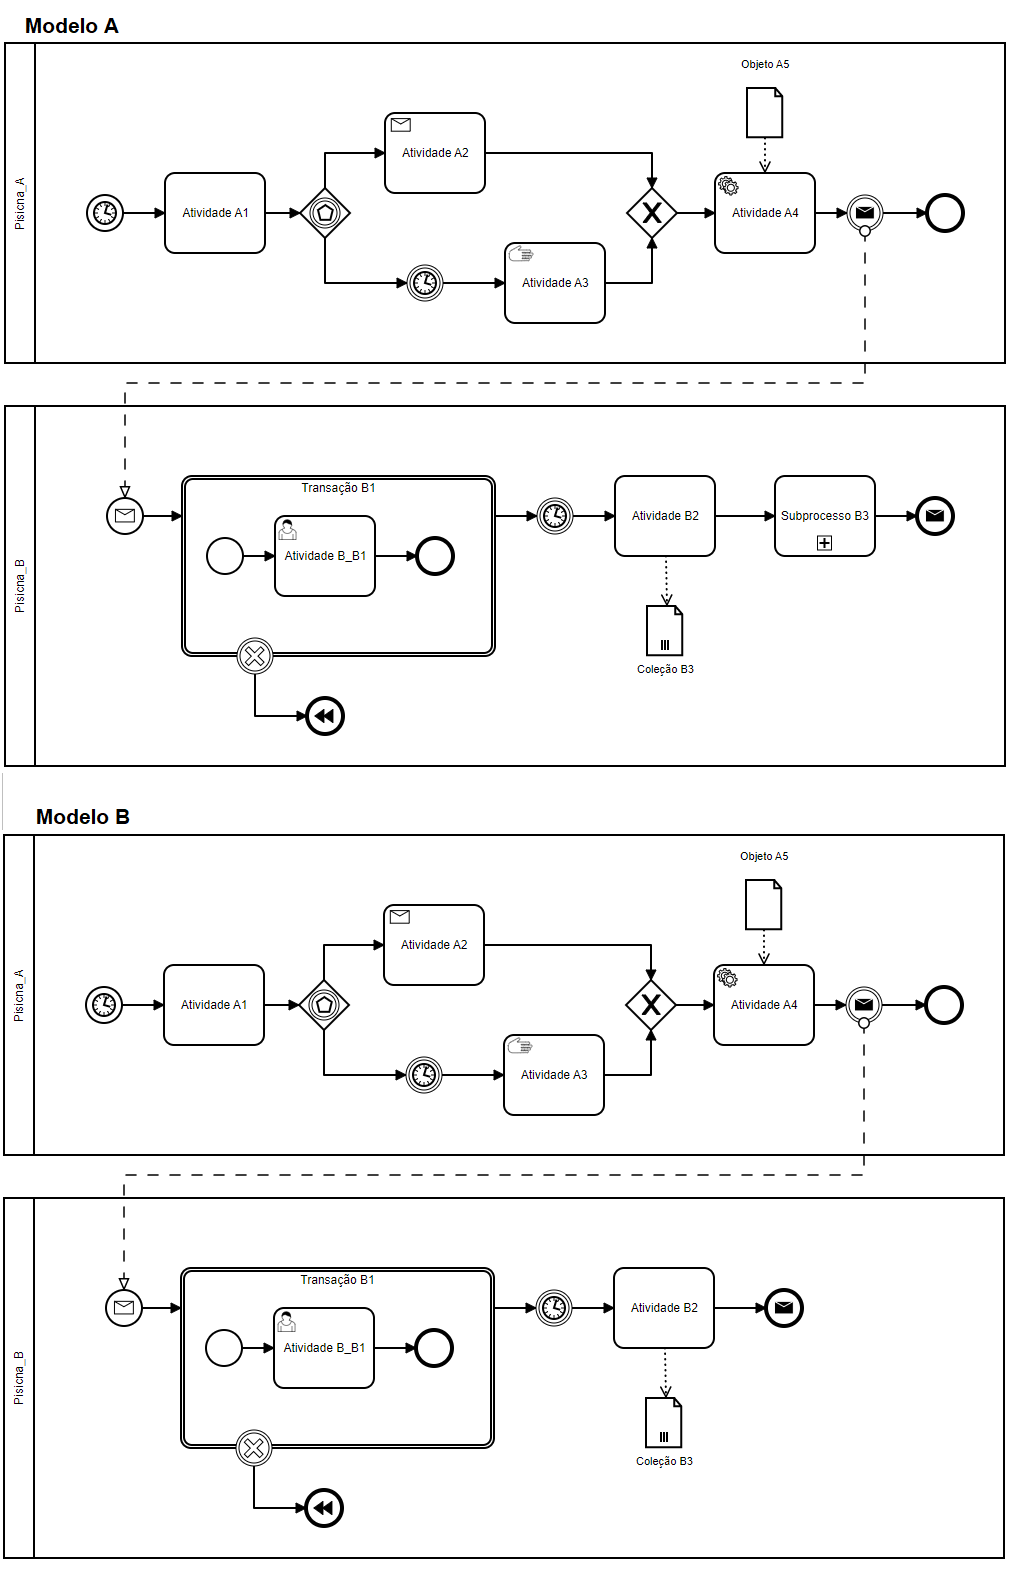 Modelo A
Objeto A5
Pisicna_A
Atividade A2
Atividade A1
Atividade A4
Atividade A3
Pisicna_B
Transação B1
Atividade B_B1
Atividade B2
Subprocesso B3
Coleção B3
Modelo B
Objeto A5
Pisicna_A
Atividade A2
Atividade A1
Atividade A4
Atividade A3
Pisicna_B
Transação B1
Atividade B_B1
Atividade B2
Coleção B3